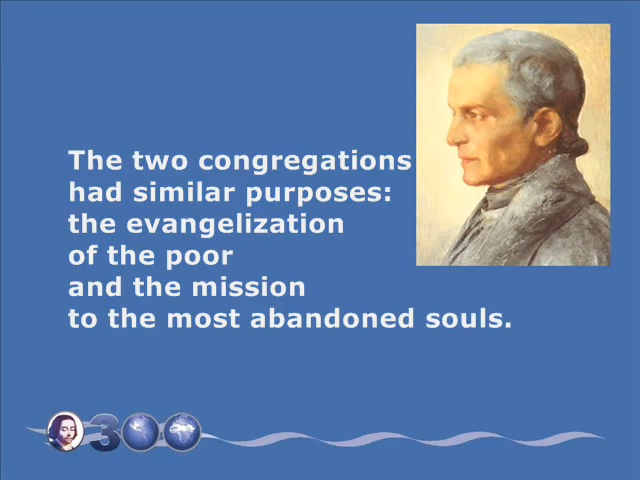 The two congregations
had similar purposes:
the evangelization
of the poor
and the mission
to the most abandoned souls.
300